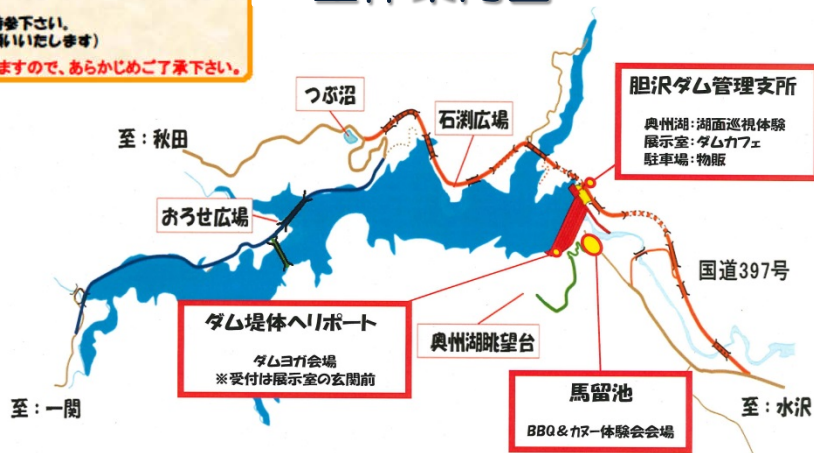 参下さい。
いいたします)
ますので、あらかじめご了承下さい。
胆沢ダム管理支所
奥州湖:湖面巡視体験
展示室:ダムカフェ
駐車場:物販
つぶ沼
石渕広場
至:秋田
おろせ広場
国道397号
ダム堤体ヘリポート
ダムヨガ会場
※受付は展示室の玄関前
奥州湖眺望台
馬留池
BBQ&カヌー体験会会場
至:一関
至:水沢